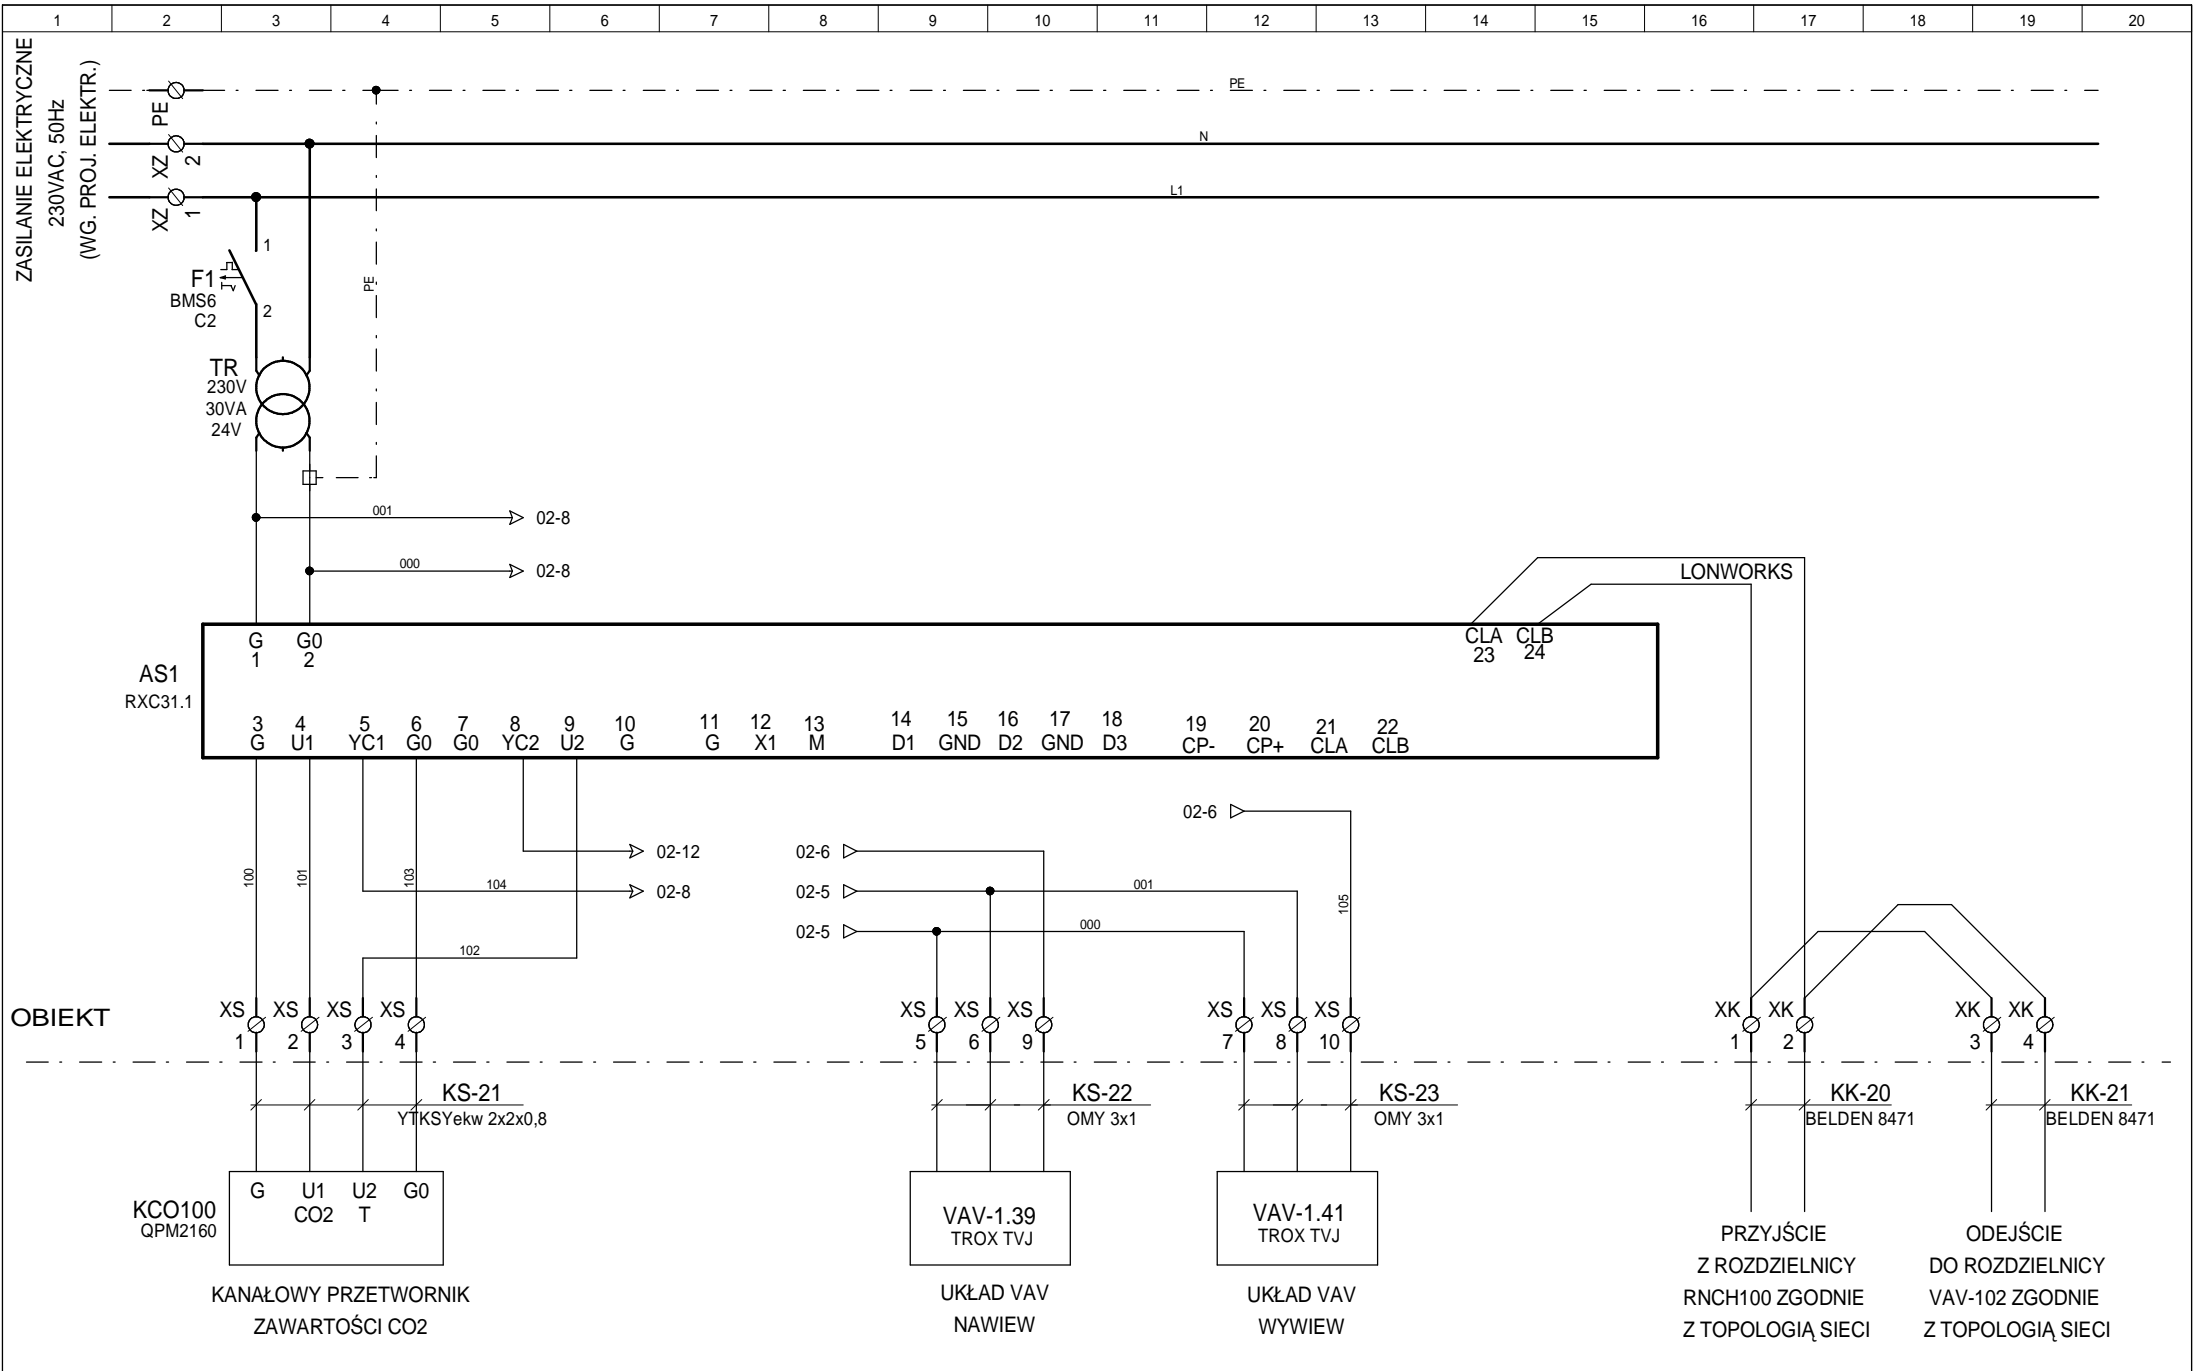 1 2 3 4 5 6 7 8 9 10 11 12 13 14 15 16 17 18 19 20
ZASILANIE ELEKTRYCZNE
230VAC, 50Hz
(WG. PROJ. ELEKTR.)
PE
PE
XZ 2
N
XZ 1
L1
1
F1
BMS6
C2
2
PE
TR
230V
30VA
24V
001 02-8
000 02-8
LONWORKS
AS1
RXC31.1
G G0 CLA CLB
1 2 23 24
3 4 5 6 7 8 9 10 11 12 13 14 15 16 17 18 19 20 21 22
G U1 YC1 G0 G0 YC2 U2 G G X1 M D1 GND D2 GND D3 CP- CP+ CLA CLB
02-6
02-12 02-6
100 101 103
104 02-8 02-5 001 105
02-5 000
102
OBIEKT
XS XS XS XS XS XS XS XS XS XS XK XK XK XK
1 2 3 4 5 6 9 7 8 10 1 2 3 4
KS-21 KS-22 KS-23 KK-20 KK-21
YTKSYekw 2x2x0,8 OMY 3x1 OMY 3x1 BELDEN 8471 BELDEN 8471
KCO100
QPM2160
G U1 U2 G0
CO2 T
VAV-1.39
TROX TVJ
VAV-1.41
TROX TVJ
KANAŁOWY PRZETWORNIK
ZAWARTOŚCI CO2
UKŁAD VAV
NAWIEW
UKŁAD VAV
WYWIEW
PRZYJŚCIE
Z ROZDZIELNICY
RNCH100 ZGODNIE
Z TOPOLOGIĄ SIECI
ODEJŚCIE
DO ROZDZIELNICY
VAV-102 ZGODNIE
Z TOPOLOGIĄ SIECI